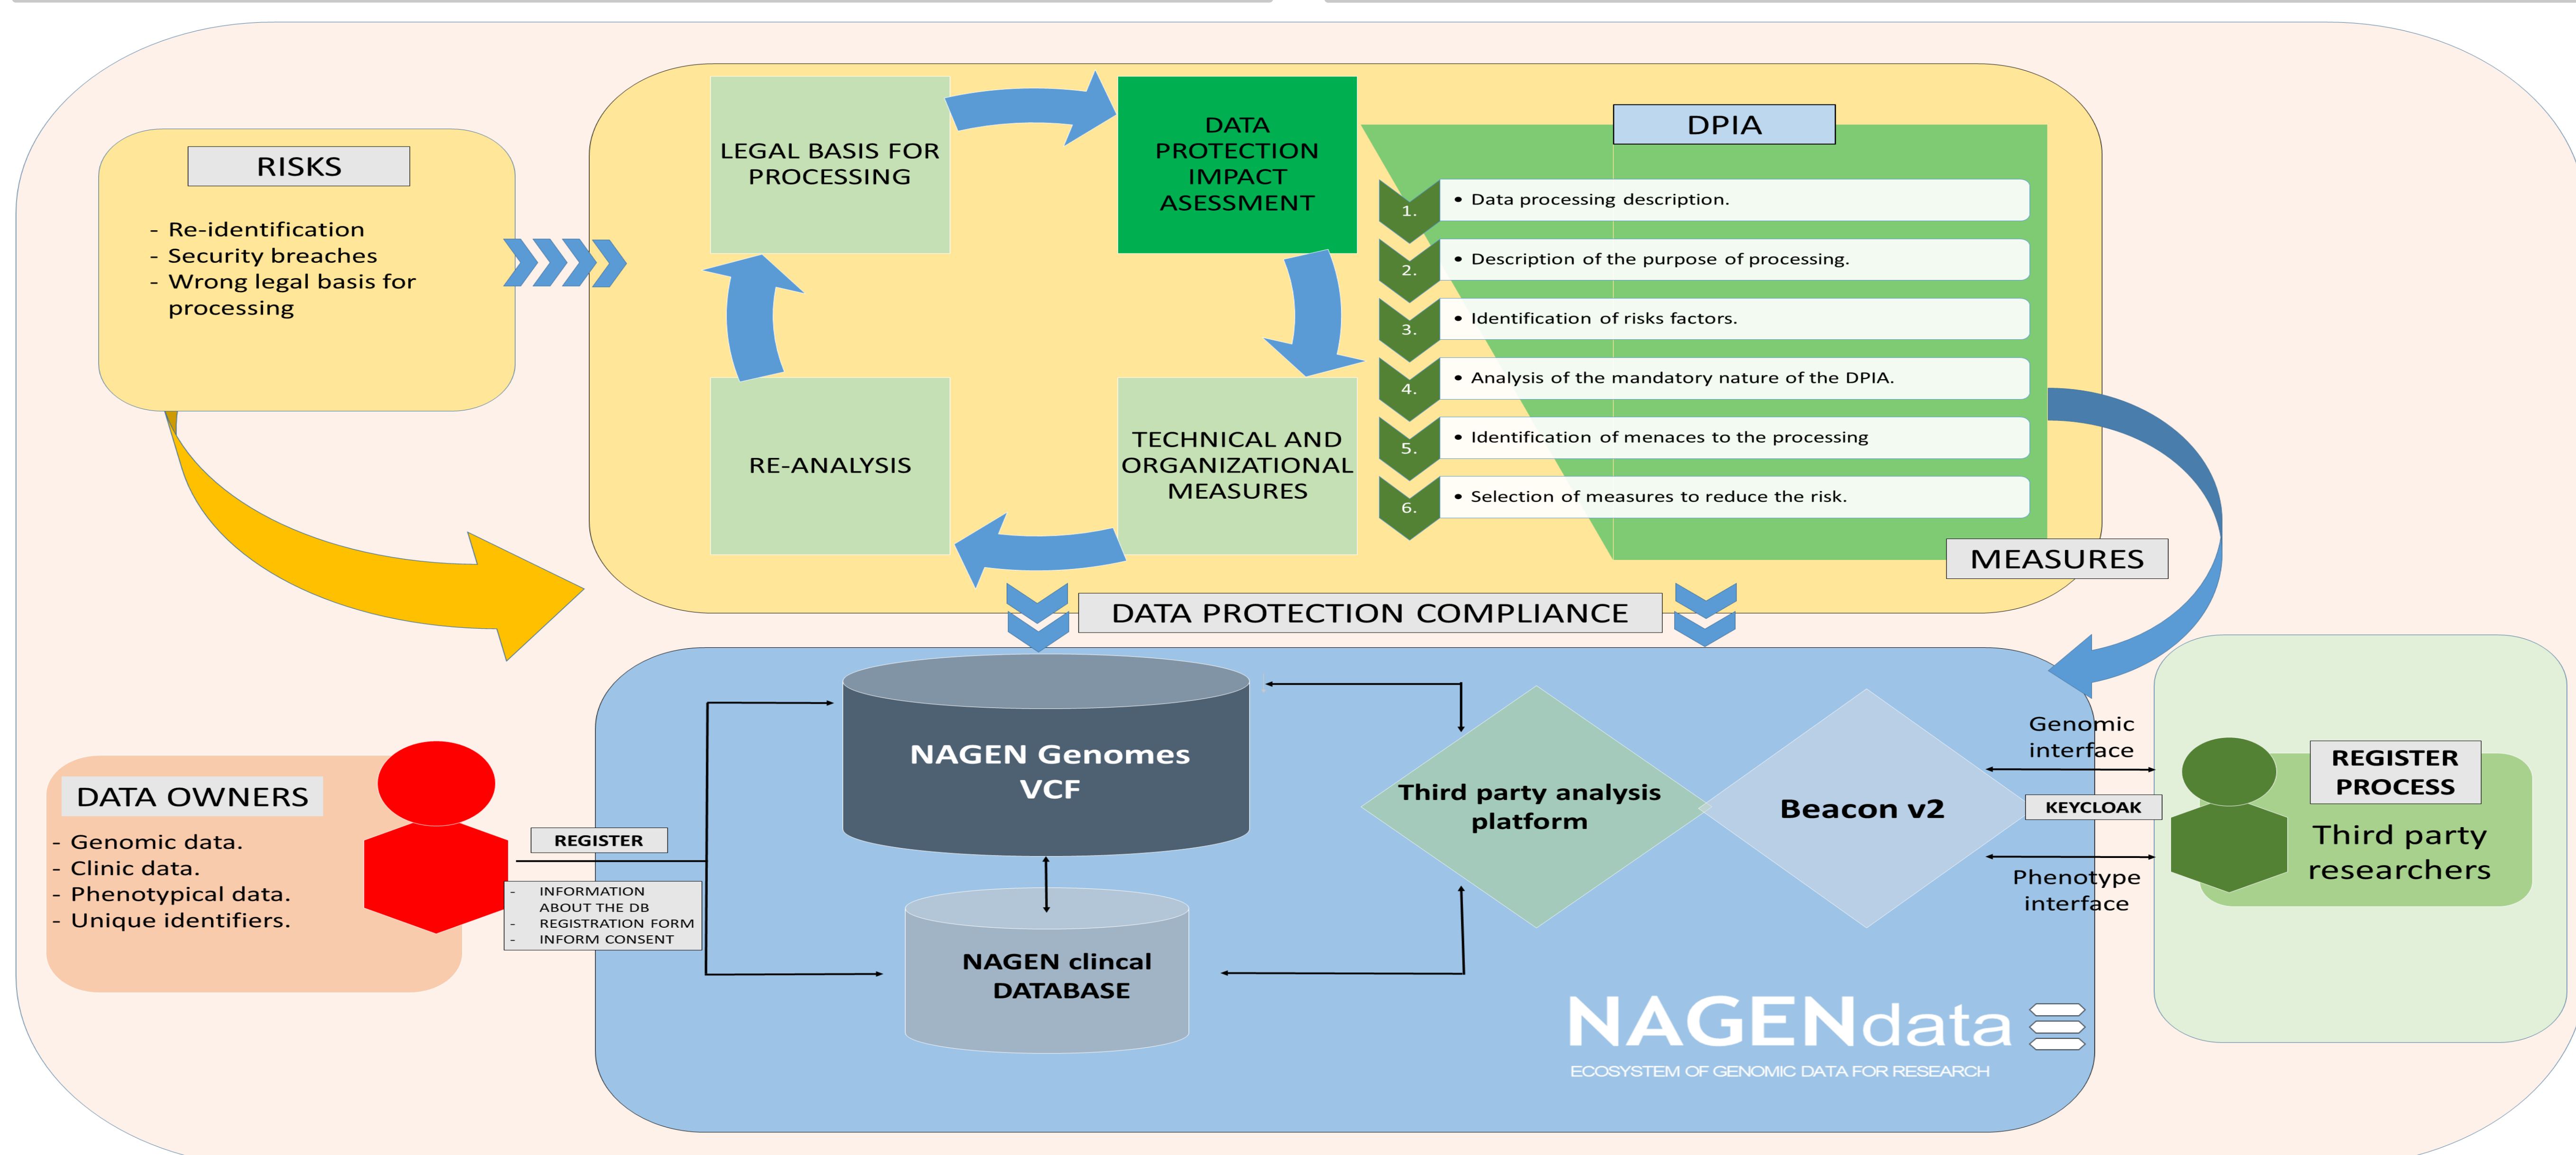 RISKS
- Re-identification
- Security breaches
- Wrong legal basis for
processing
LEGAL BASIS FOR
PROCESSING
DATA
PROTECTION
IMPACT
ASESSMENT
RE-ANALYSIS
TECHNICAL AND
ORGANIZATIONAL
MEASURES
DPIA
1. • Data processing description.
2. • Description of the purpose of processing.
3. • Identification of risks factors.
4. • Analysis of the mandatory nature of the DPIA.
5. • Identification of menaces to the processing
6. • Selection of measures to reduce the risk.
MEASURES
DATA PROTECTION COMPLIANCE
DATA OWNERS
- Genomic data.
- Clinic data.
- Phenotypical data.
- Unique identifiers.
REGISTER
- INFORMATION
ABOUT THE DB
- REGISTRATION FORM
- INFORM CONSENT
NAGEN Genomes
VCF
NAGEN clincal
DATABASE
Third party analysis
platform
Beacon v2
Genomic
interface
KEYCLOAK
Phenotype
interface
REGISTER
PROCESS
Third party
researchers
NAGENdata
ECOSYSTEM OF GENOMIC DATA FOR RESEARCH